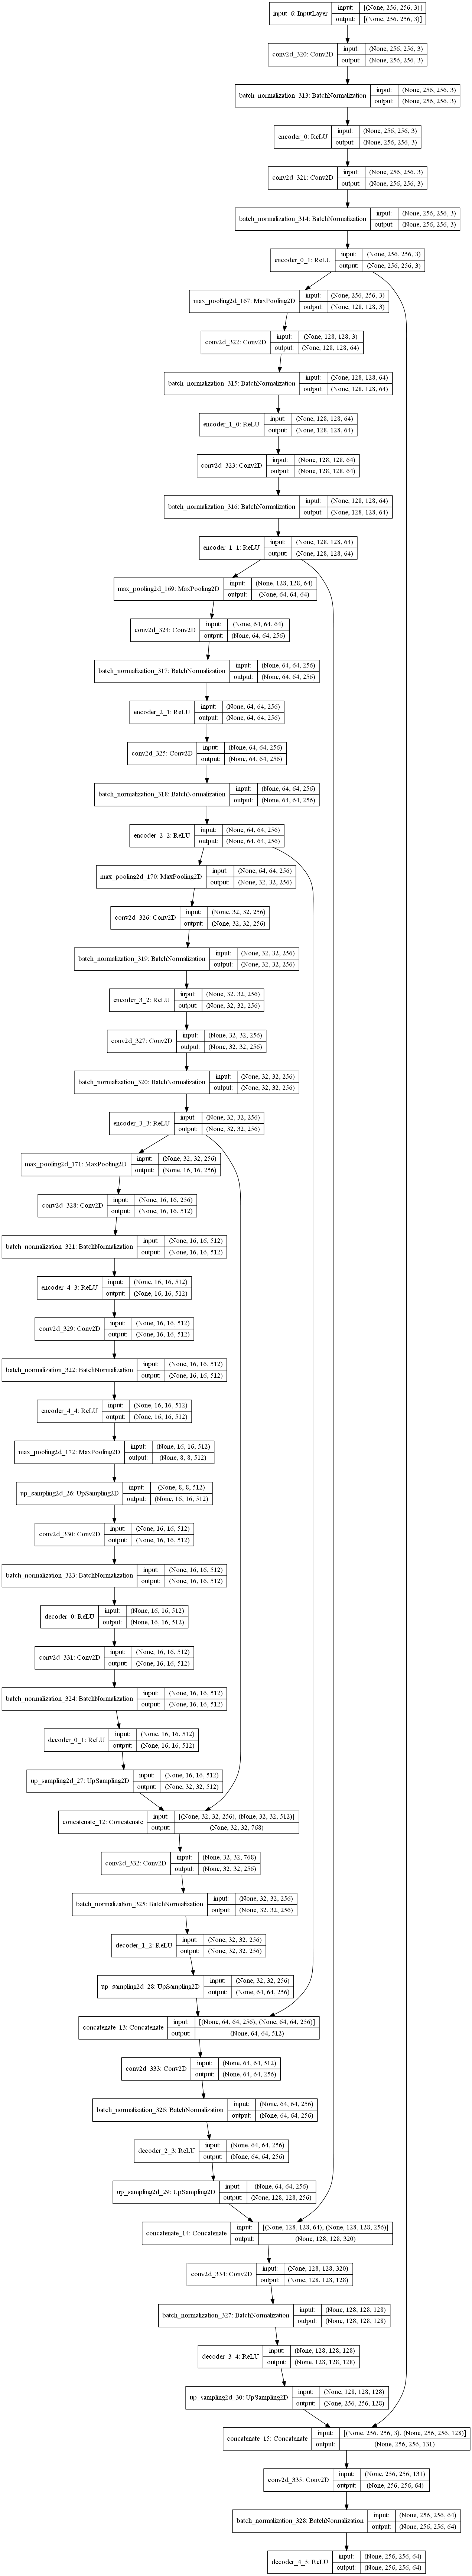 input_6: InputLayer input: [(None, 256, 256, 3)]
output: [(None, 256, 256, 3)]
conv2d_320: Conv2D input: (None, 256, 256, 3)
output: (None, 256, 256, 3)
batch_normalization_313: BatchNormalization input: (None, 256, 256, 3)
output: (None, 256, 256, 3)
encoder_0: ReLU input: (None, 256, 256, 3)
output: (None, 256, 256, 3)
conv2d_321: Conv2D input: (None, 256, 256, 3)
output: (None, 256, 256, 3)
batch_normalization_314: BatchNormalization input: (None, 256, 256, 3)
output: (None, 256, 256, 3)
encoder_0_1: ReLU input: (None, 256, 256, 3)
output: (None, 256, 256, 3)
max_pooling2d_167: MaxPooling2D input: (None, 256, 256, 3)
output: (None, 128, 128, 3)
conv2d_322: Conv2D input: (None, 128, 128, 3)
output: (None, 128, 128, 64)
batch_normalization_315: BatchNormalization input: (None, 128, 128, 64)
output: (None, 128, 128, 64)
encoder_1_0: ReLU input: (None, 128, 128, 64)
output: (None, 128, 128, 64)
conv2d_323: Conv2D input: (None, 128, 128, 64)
output: (None, 128, 128, 64)
batch_normalization_316: BatchNormalization input: (None, 128, 128, 64)
output: (None, 128, 128, 64)
encoder_1_1: ReLU input: (None, 128, 128, 64)
output: (None, 128, 128, 64)
max_pooling2d_169: MaxPooling2D input: (None, 128, 128, 64)
output: (None, 64, 64, 64)
conv2d_324: Conv2D input: (None, 64, 64, 64)
output: (None, 64, 64, 256)
batch_normalization_317: BatchNormalization input: (None, 64, 64, 256)
output: (None, 64, 64, 256)
encoder_2_1: ReLU input: (None, 64, 64, 256)
output: (None, 64, 64, 256)
conv2d_325: Conv2D input: (None, 64, 64, 256)
output: (None, 64, 64, 256)
batch_normalization_318: BatchNormalization input: (None, 64, 64, 256)
output: (None, 64, 64, 256)
encoder_2_2: ReLU input: (None, 64, 64, 256)
output: (None, 64, 64, 256)
max_pooling2d_170: MaxPooling2D input: (None, 64, 64, 256)
output: (None, 32, 32, 256)
conv2d_326: Conv2D input: (None, 32, 32, 256)
output: (None, 32, 32, 256)
batch_normalization_319: BatchNormalization input: (None, 32, 32, 256)
output: (None, 32, 32, 256)
encoder_3_2: ReLU input: (None, 32, 32, 256)
output: (None, 32, 32, 256)
conv2d_327: Conv2D input: (None, 32, 32, 256)
output: (None, 32, 32, 256)
batch_normalization_320: BatchNormalization input: (None, 32, 32, 256)
output: (None, 32, 32, 256)
encoder_3_3: ReLU input: (None, 32, 32, 256)
output: (None, 32, 32, 256)
max_pooling2d_171: MaxPooling2D input: (None, 32, 32, 256)
output: (None, 16, 16, 256)
conv2d_328: Conv2D input: (None, 16, 16, 256)
output: (None, 16, 16, 512)
batch_normalization_321: BatchNormalization input: (None, 16, 16, 512)
output: (None, 16, 16, 512)
encoder_4_3: ReLU input: (None, 16, 16, 512)
output: (None, 16, 16, 512)
conv2d_329: Conv2D input: (None, 16, 16, 512)
output: (None, 16, 16, 512)
batch_normalization_322: BatchNormalization input: (None, 16, 16, 512)
output: (None, 16, 16, 512)
encoder_4_4: ReLU input: (None, 16, 16, 512)
output: (None, 16, 16, 512)
max_pooling2d_172: MaxPooling2D input: (None, 16, 16, 512)
output: (None, 8, 8, 512)
up_sampling2d_26: UpSampling2D input: (None, 8, 8, 512)
output: (None, 16, 16, 512)
conv2d_330: Conv2D input: (None, 16, 16, 512)
output: (None, 16, 16, 512)
batch_normalization_323: BatchNormalization input: (None, 16, 16, 512)
output: (None, 16, 16, 512)
decoder_0: ReLU input: (None, 16, 16, 512)
output: (None, 16, 16, 512)
conv2d_331: Conv2D input: (None, 16, 16, 512)
output: (None, 16, 16, 512)
batch_normalization_324: BatchNormalization input: (None, 16, 16, 512)
output: (None, 16, 16, 512)
decoder_0_1: ReLU input: (None, 16, 16, 512)
output: (None, 16, 16, 512)
up_sampling2d_27: UpSampling2D input: (None, 16, 16, 512)
output: (None, 32, 32, 512)
concatenate_12: Concatenate input: [(None, 32, 32, 256), (None, 32, 32, 512)]
output: (None, 32, 32, 768)
conv2d_332: Conv2D input: (None, 32, 32, 768)
output: (None, 32, 32, 256)
batch_normalization_325: BatchNormalization input: (None, 32, 32, 256)
output: (None, 32, 32, 256)
decoder_1_2: ReLU input: (None, 32, 32, 256)
output: (None, 32, 32, 256)
up_sampling2d_28: UpSampling2D input: (None, 32, 32, 256)
output: (None, 64, 64, 256)
concatenate_13: Concatenate input: [(None, 64, 64, 256), (None, 64, 64, 256)]
output: (None, 64, 64, 512)
conv2d_333: Conv2D input: (None, 64, 64, 512)
output: (None, 64, 64, 256)
batch_normalization_326: BatchNormalization input: (None, 64, 64, 256)
output: (None, 64, 64, 256)
decoder_2_3: ReLU input: (None, 64, 64, 256)
output: (None, 64, 64, 256)
up_sampling2d_29: UpSampling2D input: (None, 64, 64, 256)
output: (None, 128, 128, 256)
concatenate_14: Concatenate input: [(None, 128, 128, 64), (None, 128, 128, 256)]
output: (None, 128, 128, 320)
conv2d_334: Conv2D input: (None, 128, 128, 320)
output: (None, 128, 128, 128)
batch_normalization_327: BatchNormalization input: (None, 128, 128, 128)
output: (None, 128, 128, 128)
decoder_3_4: ReLU input: (None, 128, 128, 128)
output: (None, 128, 128, 128)
up_sampling2d_30: UpSampling2D input: (None, 128, 128, 128)
output: (None, 256, 256, 128)
concatenate_15: Concatenate input: [(None, 256, 256, 3), (None, 256, 256, 128)]
output: (None, 256, 256, 131)
conv2d_335: Conv2D input: (None, 256, 256, 131)
output: (None, 256, 256, 64)
batch_normalization_328: BatchNormalization input: (None, 256, 256, 64)
output: (None, 256, 256, 64)
decoder_4_5: ReLU input: (None, 256, 256, 64)
output: (None, 256, 256, 64)